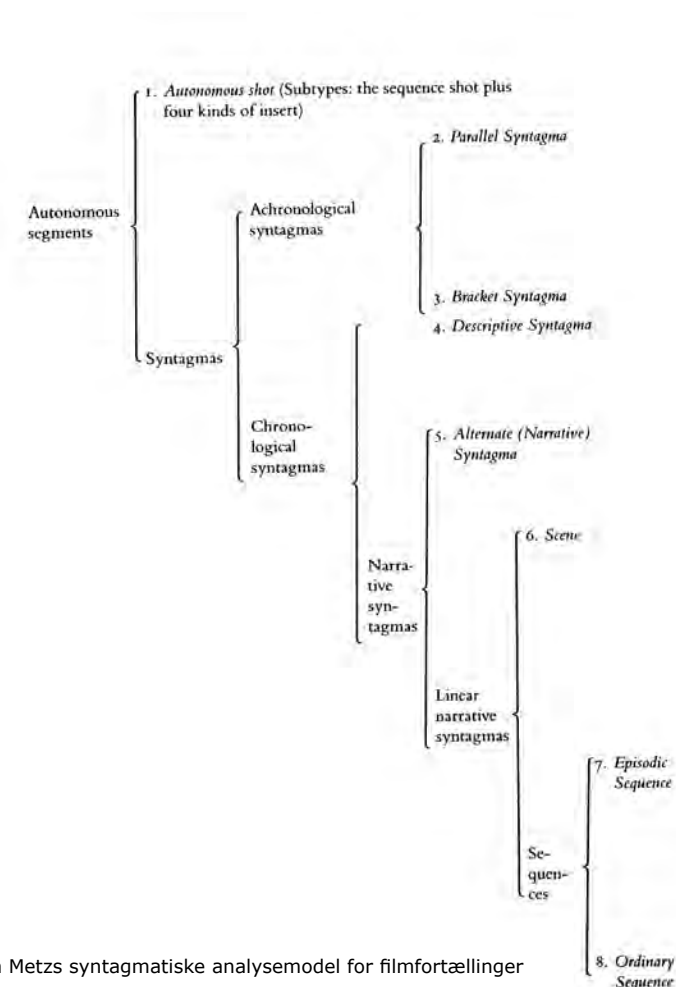 1. Autonomous shot (Subtypes: the sequence shot plus
four kinds of insert)
2. Parallel Syntagma
Autonomous
segments
Achronological
syntagmas
3. Bracket Syntagma
4. Descriptive Syntagma
Syntagmas
Chrono-
logical
syntagmas
5. Alternate (Narrative)
Syntagma
6. Scene
Narra-
tive
syn-
tagmas
Linear
narrative
syntagmas
7. Episodic
Sequence
Se-
quen-
ces
8. Ordinary
Sequence
Metzs syntagmatiske analysemodel for filmfortællinger